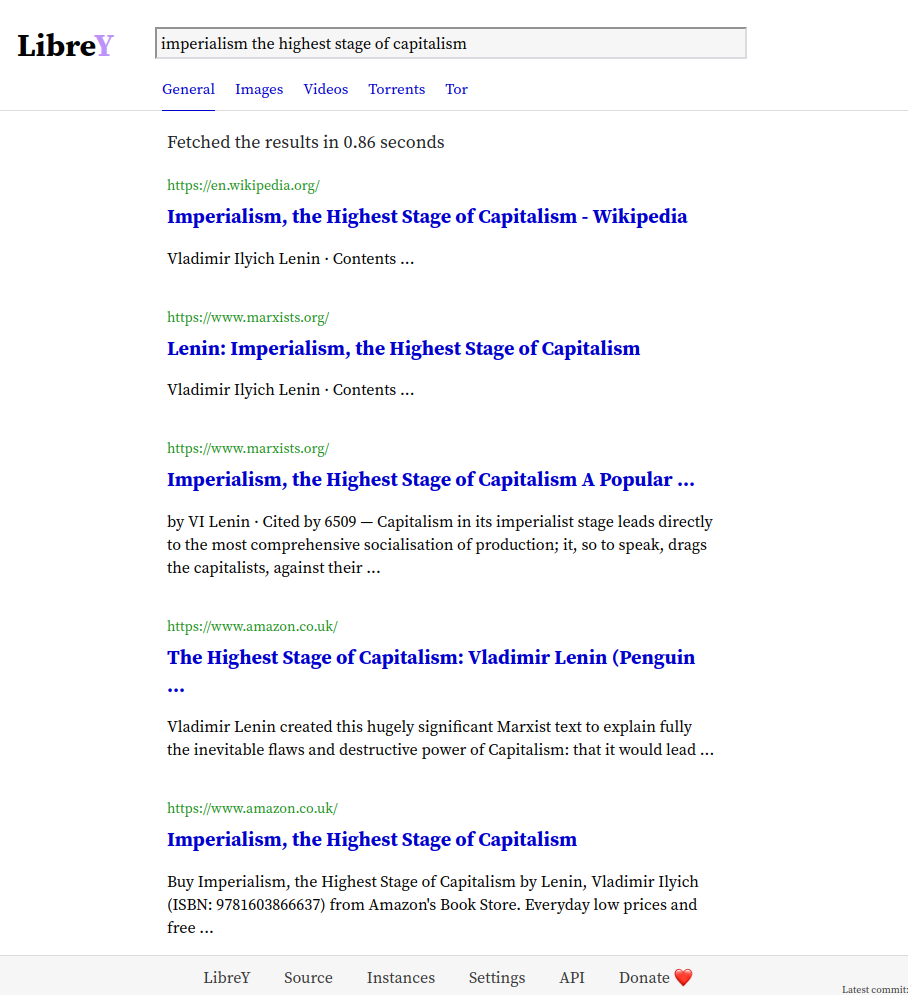 LibreY
imperialism the highest stage of capitalism
General Images Videos Torrents Tor
Fetched the results in 0.86 seconds
https://en.wikipedia.org/
Imperialism, the Highest Stage of Capitalism - Wikipedia
Vladimir Ilyich Lenin · Contents ...
https://www.marxists.org/
Lenin: Imperialism, the Highest Stage of Capitalism
Vladimir Ilyich Lenin · Contents ...
https://www.marxists.org/
Imperialism, the Highest Stage of Capitalism A Popular ...
by VI Lenin · Cited by 6509 — Capitalism in its imperialist stage leads directly
to the most comprehensive socialisation of production; it, so to speak, drags
the capitalists, against their ...
https://www.amazon.co.uk/
The Highest Stage of Capitalism: Vladimir Lenin (Penguin
...
Vladimir Lenin created this hugely significant Marxist text to explain fully
the inevitable flaws and destructive power of Capitalism: that it would lead ...
https://www.amazon.co.uk/
Imperialism, the Highest Stage of Capitalism
Buy Imperialism, the Highest Stage of Capitalism by Lenin, Vladimir Ilyich
(ISBN: 9781603866637) from Amazon's Book Store. Everyday low prices and
free ...
LibreY Source Instances Settings API Donate ❤️
Latest commit: